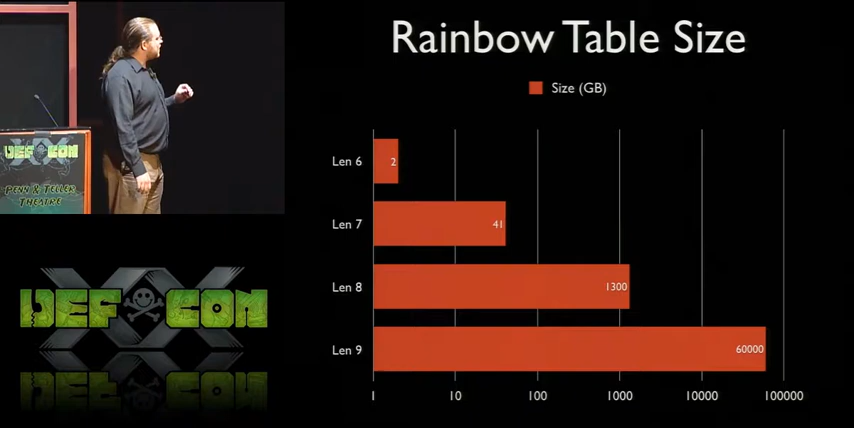 Rainbow Table Size
Size (GB)
Len 6
2
Len 7
41
Len 8
1300
Len 9
60000
1 10 100 1000 10000 100000
DEF CON
PENN & TELLER
THEATRE
XX
DEF CON